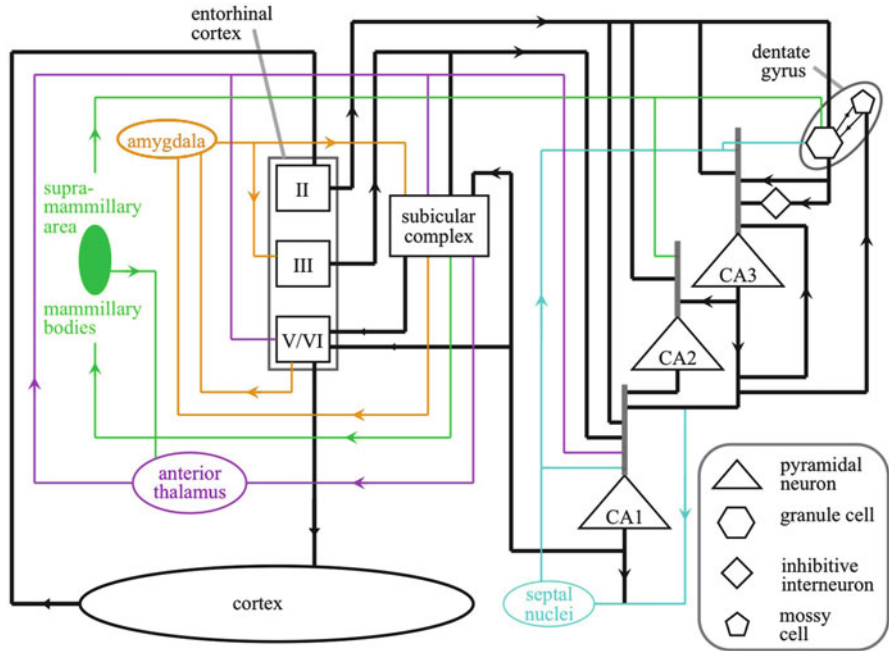 entorhinal
cortex
dentate
gyrus
amygdala
II
supra-
mammillary
area
subicular
complex
III
CA3
mammillary
bodies
V/VI
CA2
anterior
thalamus
CA1
pyramidal
neuron
granule cell
inhibitive
interneuron
mossy
cell
cortex
septal
nuclei